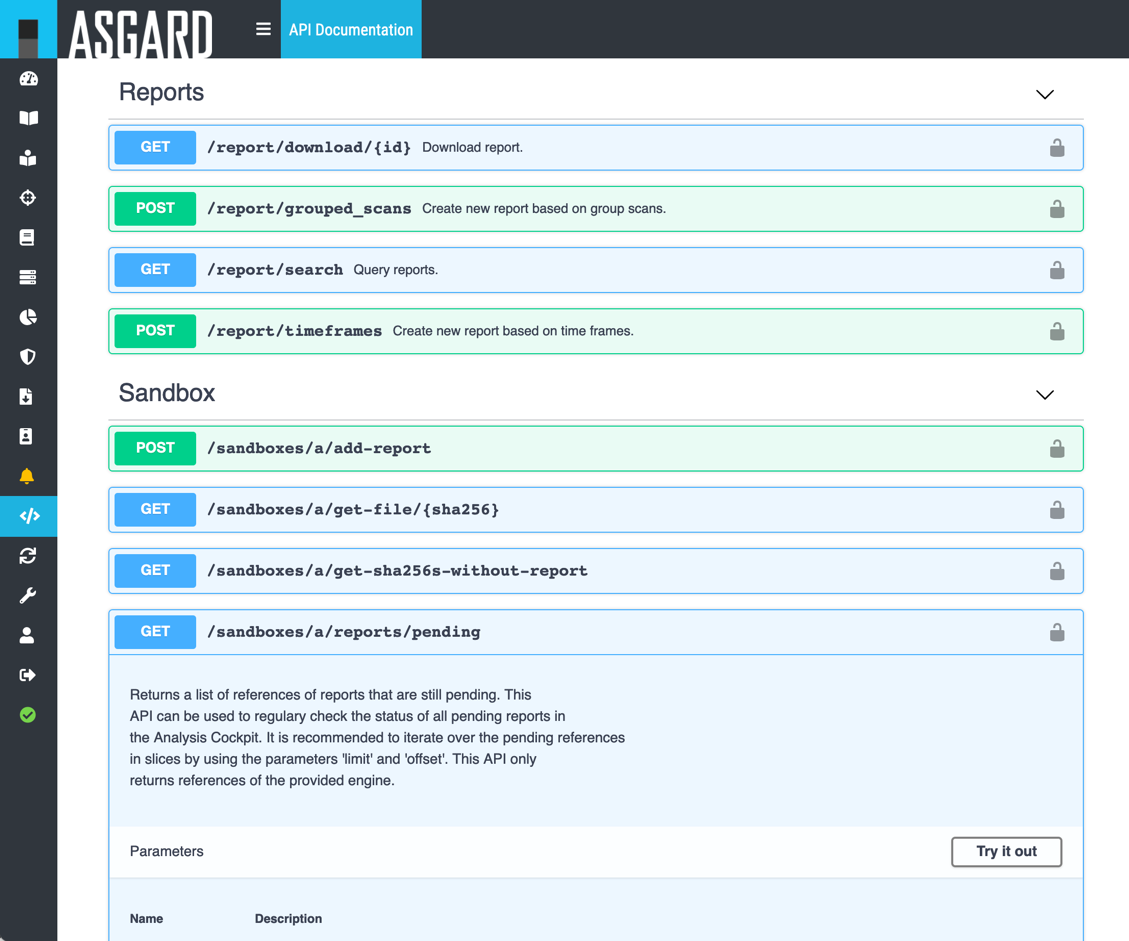 ASGARD
API Documentation
Reports
GET /report/download/{id} Download report.
POST /report/grouped_scans Create new report based on group scans.
GET /report/search Query reports.
POST /report/timeframes Create new report based on time frames.
Sandbox
POST /sandboxes/a/add-report
GET /sandboxes/a/get-file/{sha256}
GET /sandboxes/a/get-sha256s-without-report
GET /sandboxes/a/reports/pending
Returns a list of references of reports that are still pending. This
API can be used to regulary check the status of all pending reports in
the Analysis Cockpit. It is recommended to iterate over the pending references
in slices by using the parameters 'limit' and 'offset'. This API only
returns references of the provided engine.
Parameters Try it out
Name Description